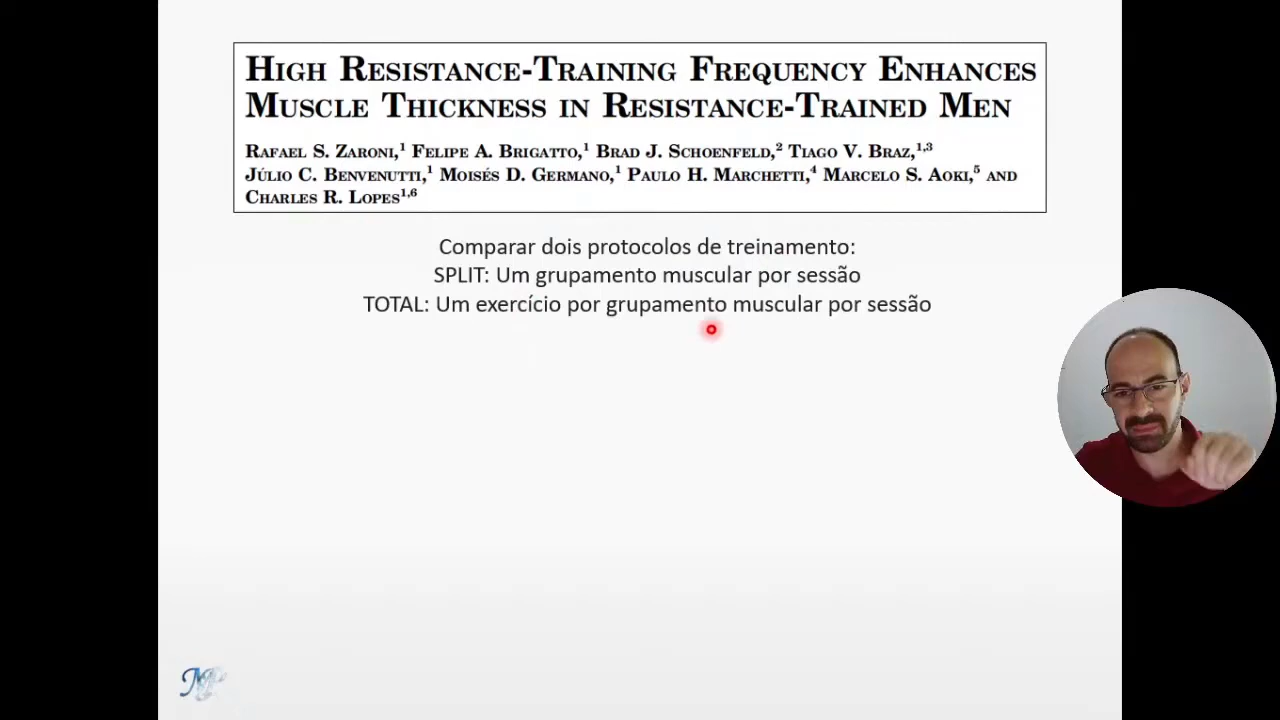 HIGH RESISTANCE-TRAINING FREQUENCY ENHANCES
MUSCLE THICKNESS IN RESISTANCE-TRAINED MEN
RAFAEL S. ZARONI,¹ FELIPE A. BRIGATTO,¹ BRAD J. SCHOENFELD,² TIAGO V. BRAZ,¹,³
JÚLIO C. BENVENUTTI,¹ MOISÉS D. GERMANO,¹ PAULO H. MARCHETTI,⁴ MARCELO S. AOKI,⁵ AND
CHARLES R. LOPES¹,⁶
Comparar dois protocolos de treinamento:
SPLIT: Um grupamento muscular por sessão
TOTAL: Um exercício por grupamento muscular por sessão